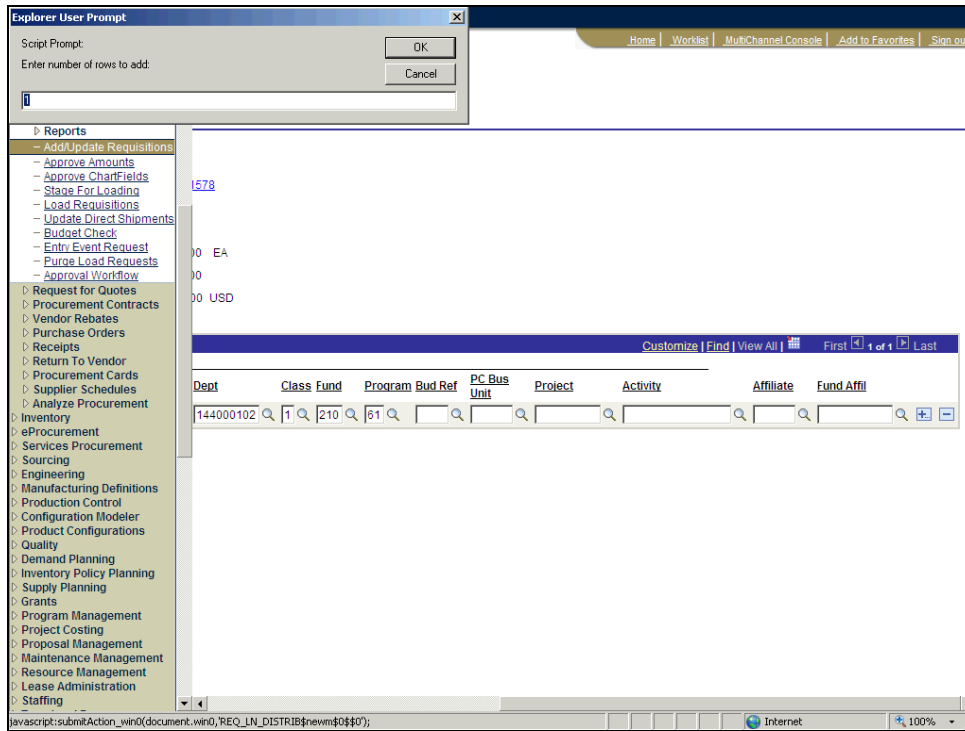 Explorer User Prompt
Script Prompt:
OK
Enter number of rows to add:
Cancel
1
Home | Worklist | MultiChannel Console | Add to Favorites | Sign ou
Reports
Add/Update Requisitions
Approve Amounts
Approve ChartFields
Stage For Loading
Load Requisitions
Update Direct Shipments
Budget Check
Entry Event Request
Purge Load Requests
Approval Workflow
Request for Quotes
Procurement Contracts
Vendor Rebates
Purchase Orders
Receipts
Return To Vendor
Procurement Cards
Supplier Schedules
Analyze Procurement
Inventory
eProcurement
Services Procurement
Sourcing
Engineering
Manufacturing Definitions
Production Control
Configuration Modeler
Product Configurations
Quality
Demand Planning
Inventory Policy Planning
Supply Planning
Grants
Program Management
Project Costing
Proposal Management
Maintenance Management
Resource Management
Lease Administration
Staffing
1578
00 EA
00
00 USD
Customize | Find | View All | First 1 of 1 Last
Dept Class Fund Program Bud Ref PC Bus Unit Project Activity Affiliate Fund Affil
144000102 1 210 61
javascript:submitAction_win0(document.win0,'REQ_LN_DISTRIB$newm$0$$0');
Internet
100%